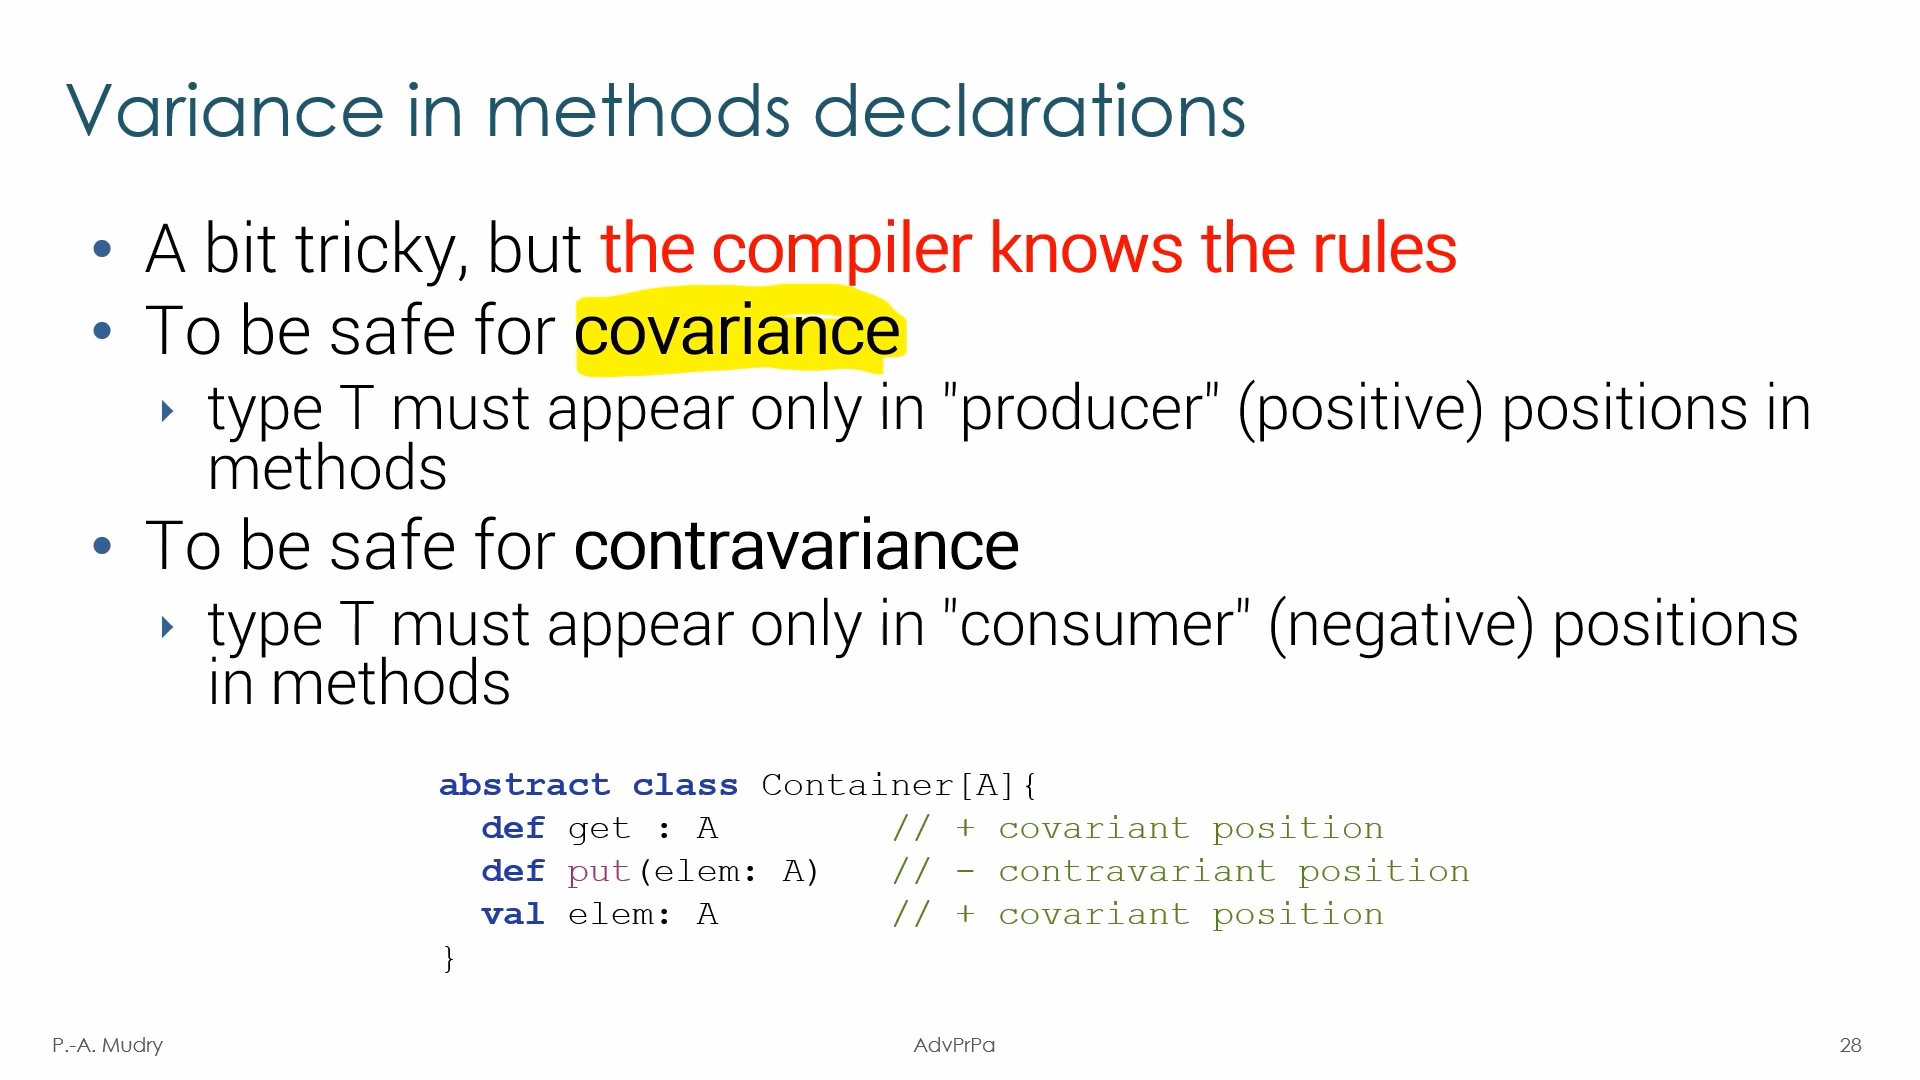 Variance in methods declarations
• A bit tricky, but the compiler knows the rules
• To be safe for covariance
‣ type T must appear only in "producer" (positive) positions in
methods
• To be safe for contravariance
‣ type T must appear only in "consumer" (negative) positions
in methods
abstract class Container[A]{
  def get : A        // + covariant position
  def put(elem: A)   // - contravariant position
  val elem: A        // + covariant position
}
P.-A. Mudry
AdvPrPa
28